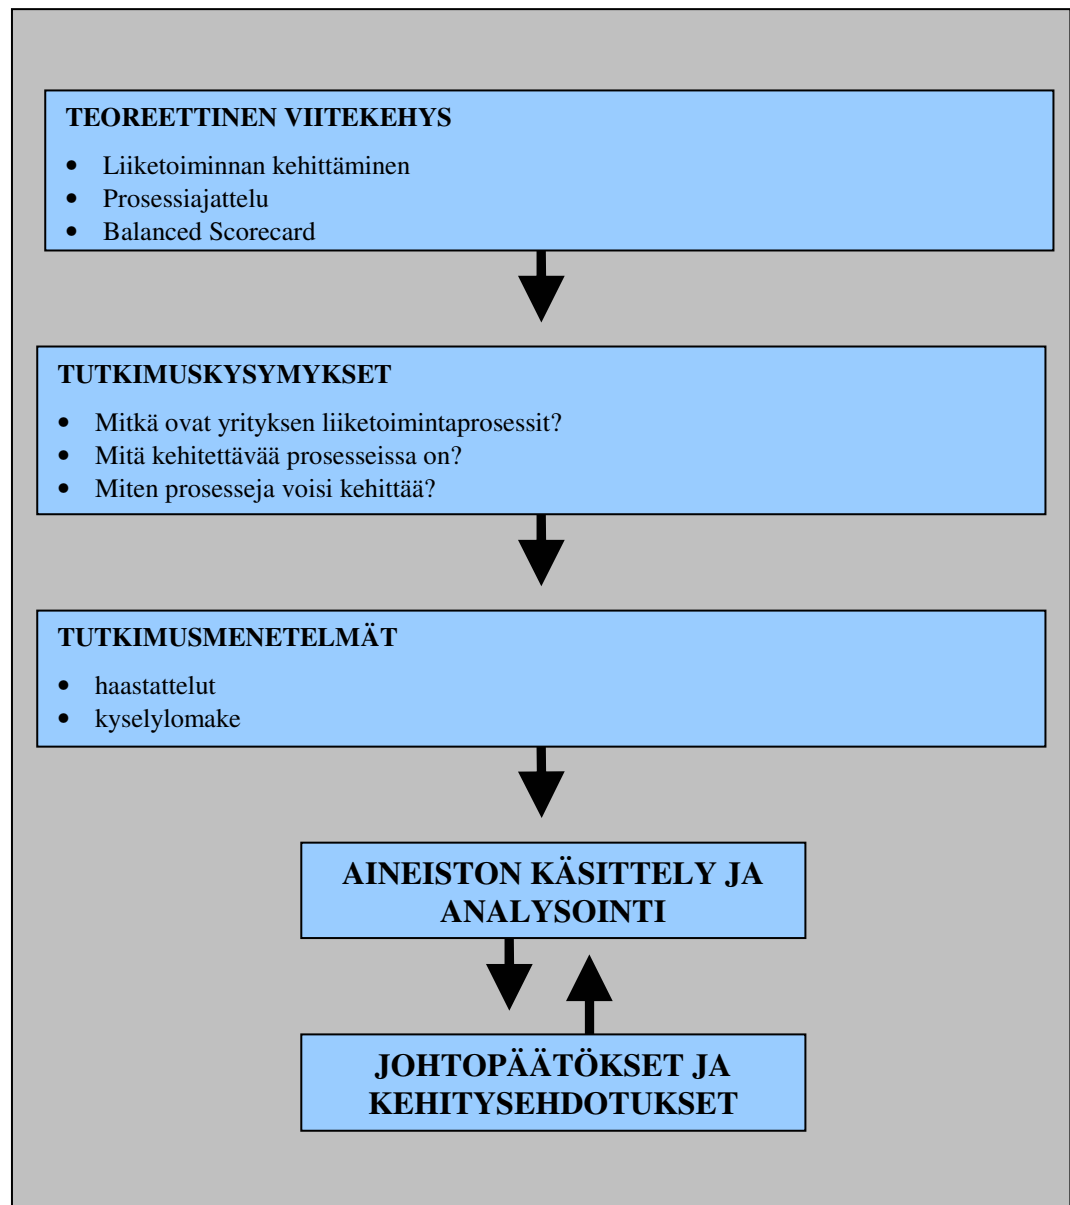 TEOREETTINEN VIITEKEHYS
• Liiketoiminnan kehittäminen
• Prosessiajattelu
• Balanced Scorecard
TUTKIMUSKYSYMYKSET
• Mitkä ovat yrityksen liiketoimintaprosessit?
• Mitä kehitettävää prosesseissa on?
• Miten prosesseja voisi kehittää?
TUTKIMUSMENETELMÄT
• haastattelut
• kyselylomake
AINEISTON KÄSITTELY JA
ANALYSOINTI
JOHTOPÄÄTÖKSET JA
KEHITYSEHDOTUKSET